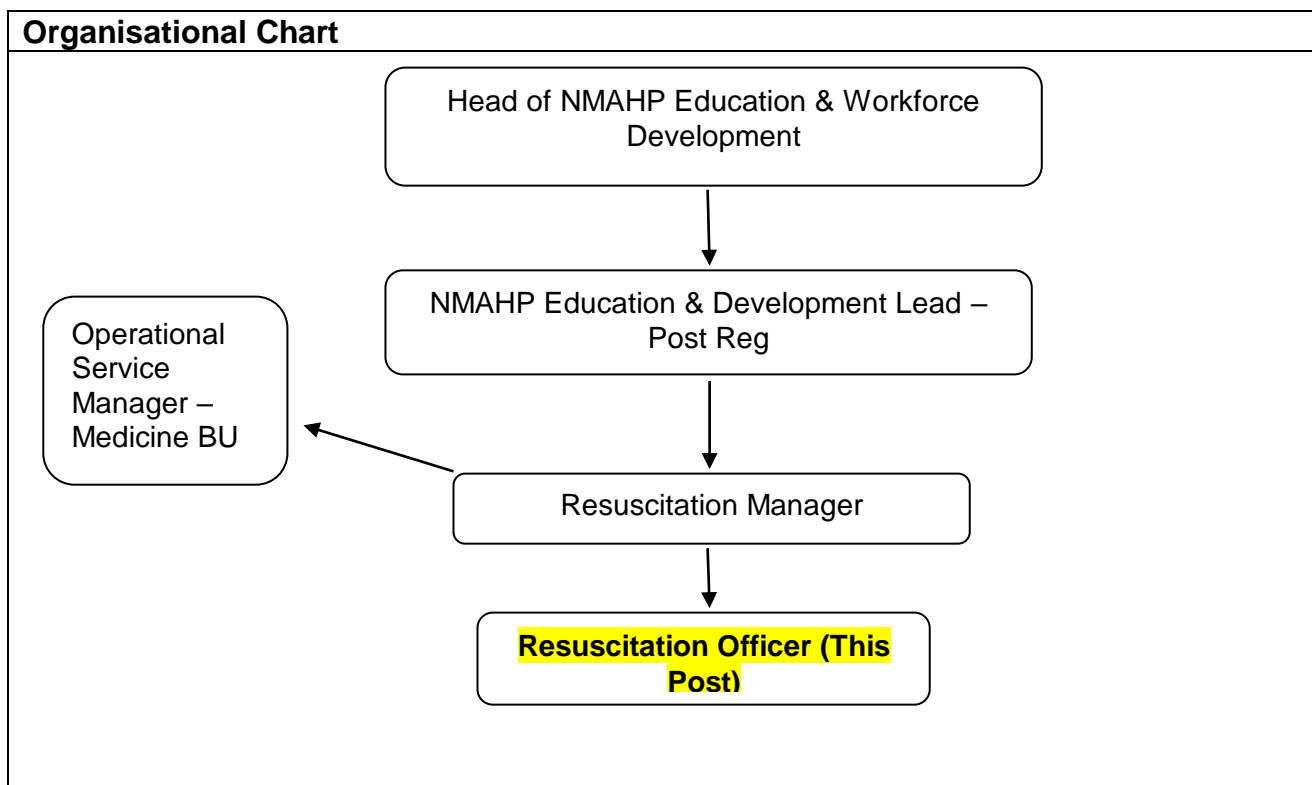 Organisational Chart
Head of NMAHP Education & Workforce
Development
NMAHP Education & Development Lead –
Post Reg
Operational
Service
Manager –
Medicine BU
Resuscitation Manager
Resuscitation Officer (This
Post)